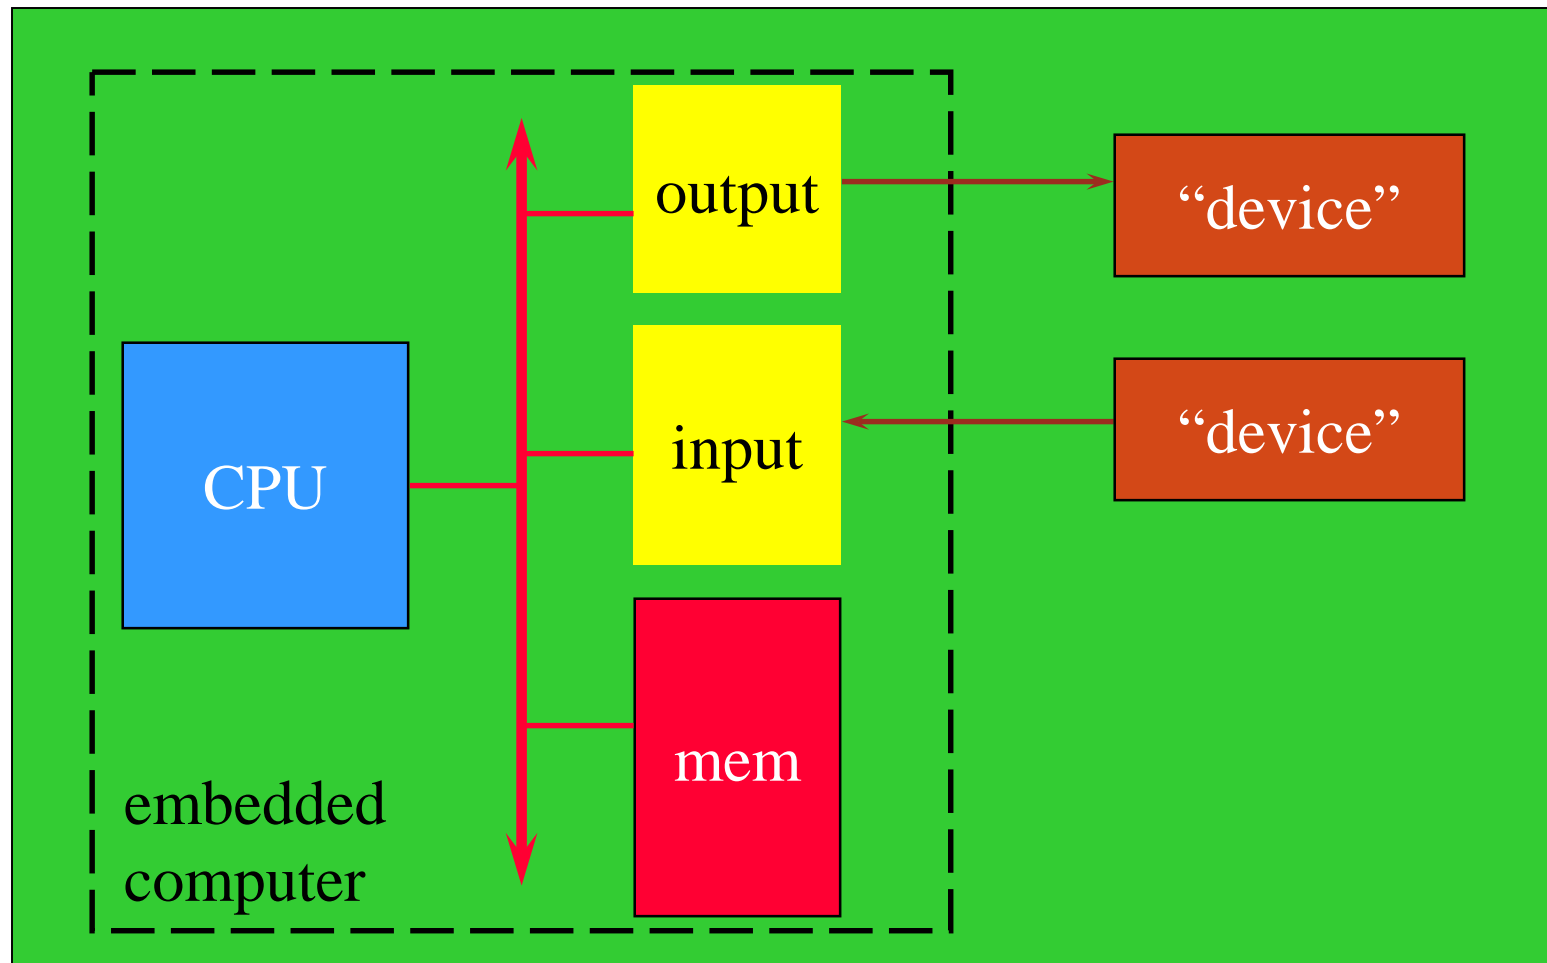 output
“device”
input
“device”
CPU
mem
embedded
computer